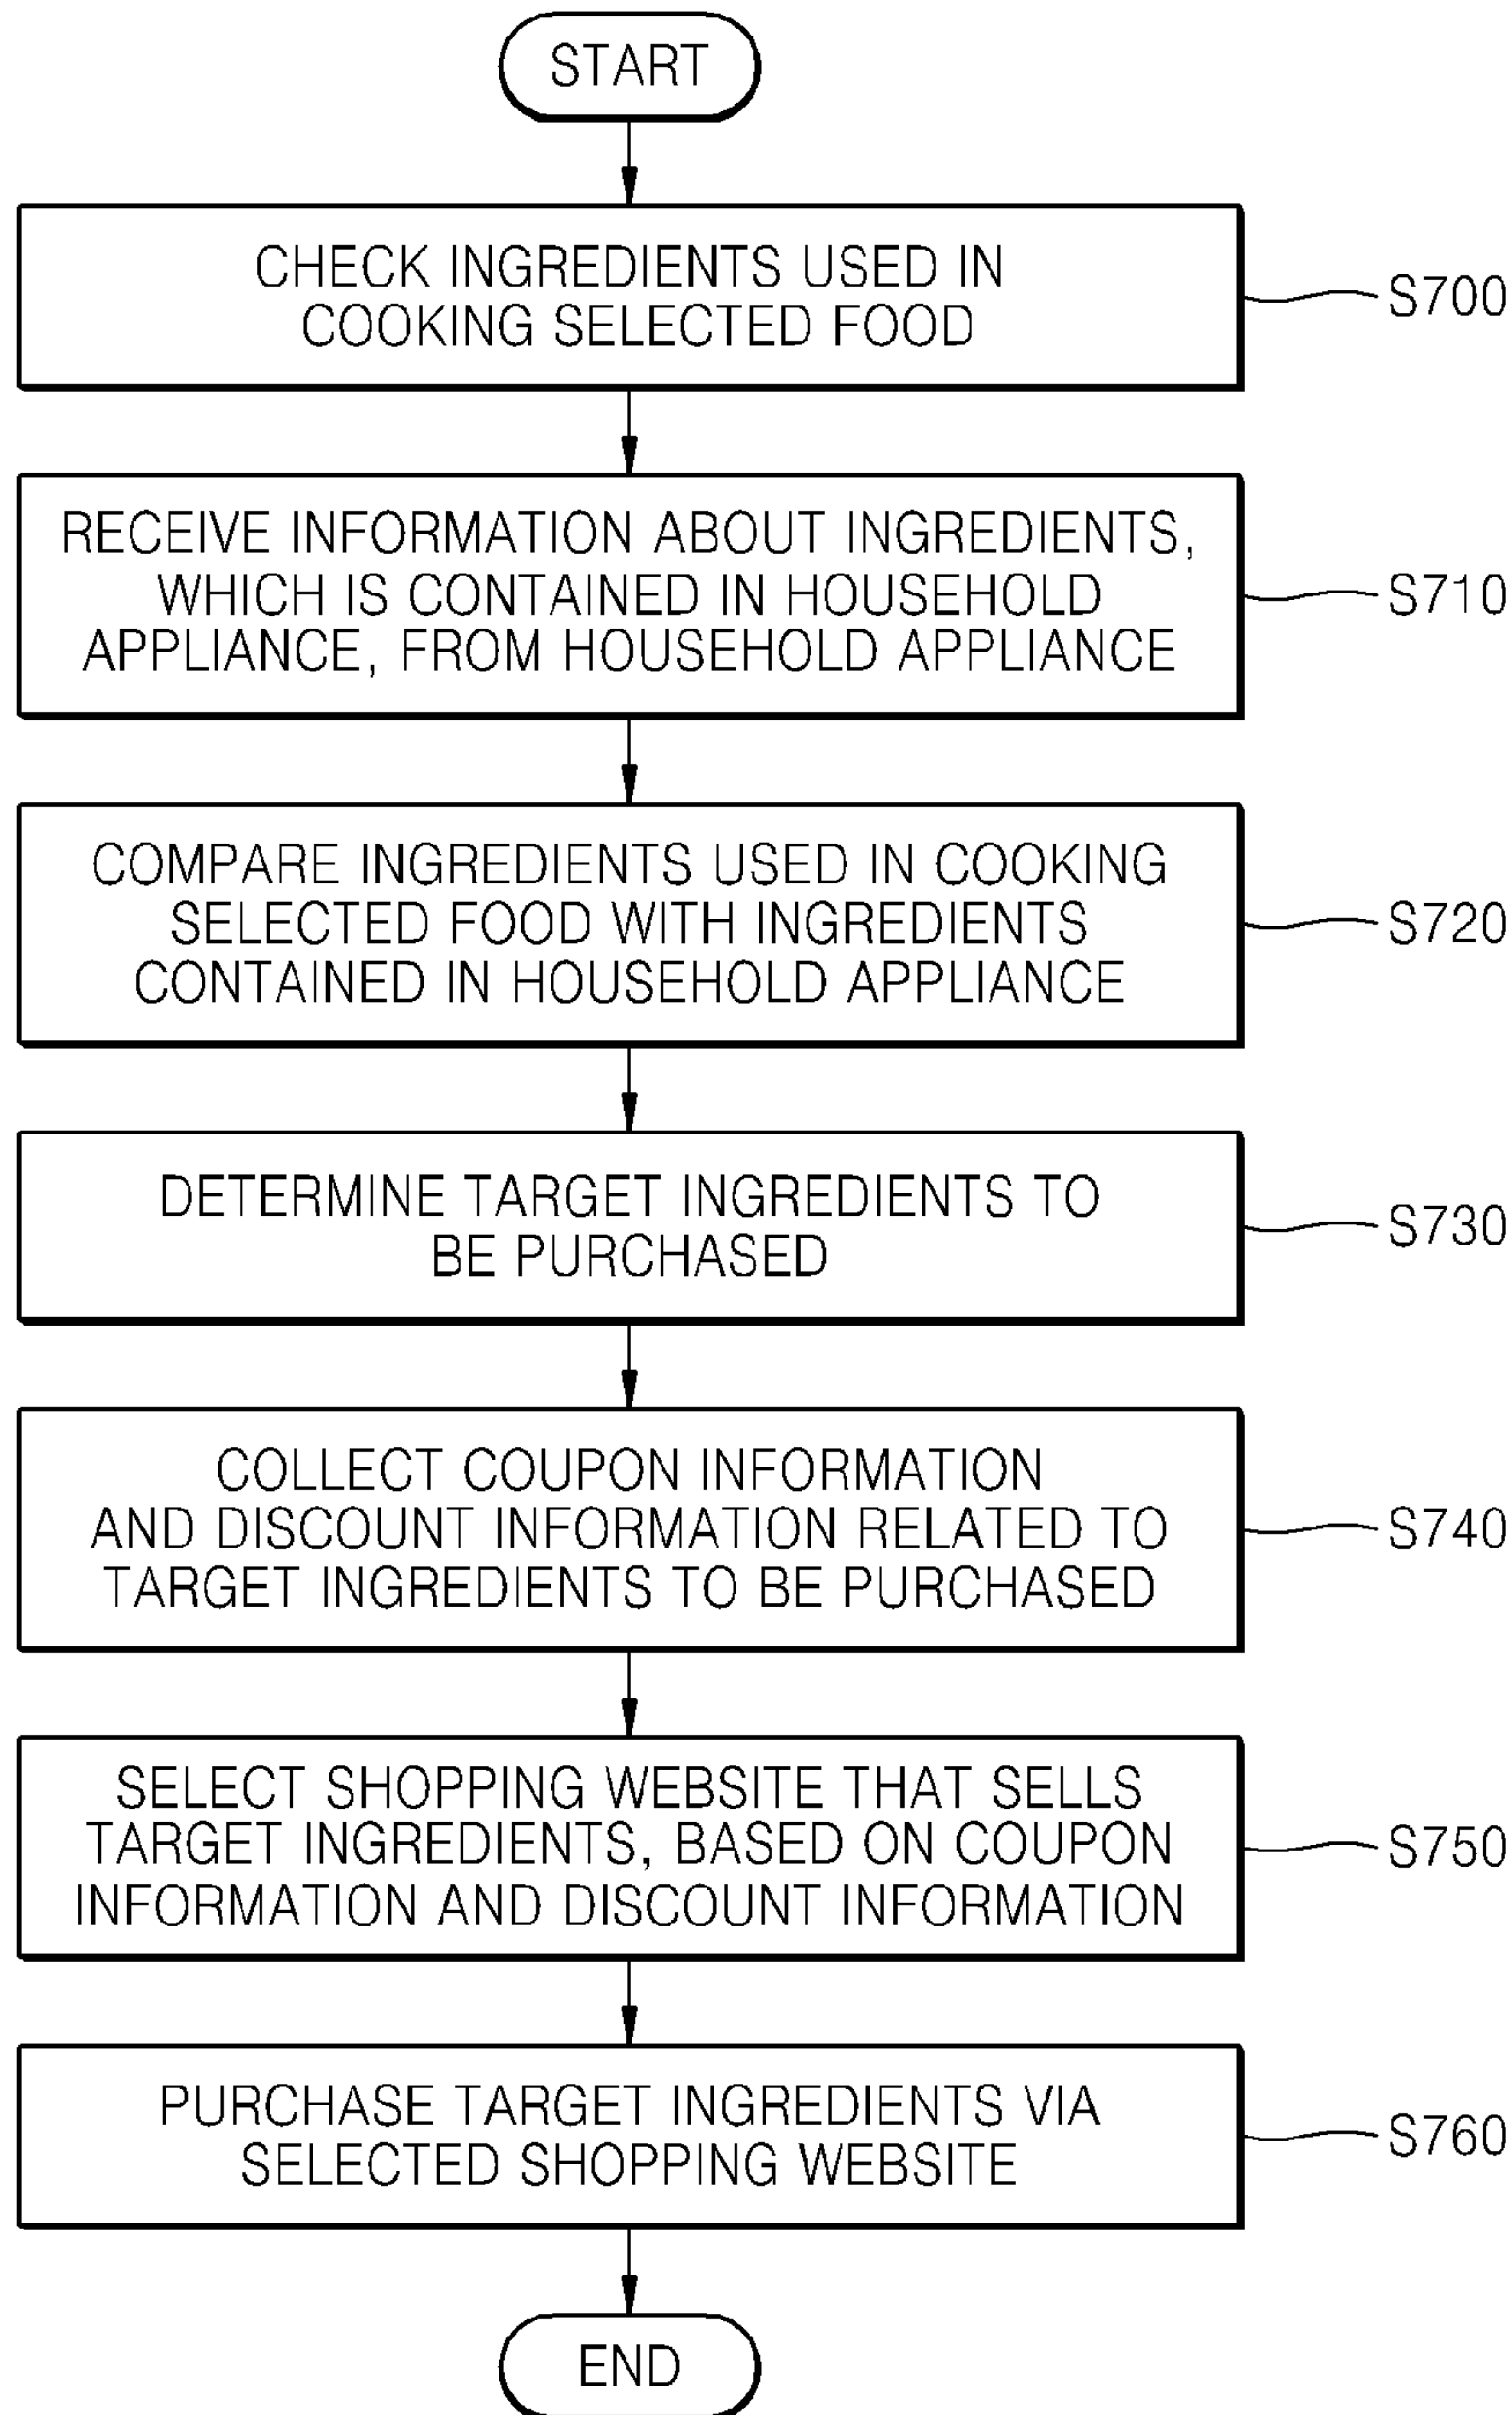 START
CHECK INGREDIENTS USED IN
COOKING SELECTED FOOD
S700
RECEIVE INFORMATION ABOUT INGREDIENTS,
WHICH IS CONTAINED IN HOUSEHOLD
APPLIANCE, FROM HOUSEHOLD APPLIANCE
S710
COMPARE INGREDIENTS USED IN COOKING
SELECTED FOOD WITH INGREDIENTS
CONTAINED IN HOUSEHOLD APPLIANCE
S720
DETERMINE TARGET INGREDIENTS TO
BE PURCHASED
S730
COLLECT COUPON INFORMATION
AND DISCOUNT INFORMATION RELATED TO
TARGET INGREDIENTS TO BE PURCHASED
S740
SELECT SHOPPING WEBSITE THAT SELLS
TARGET INGREDIENTS, BASED ON COUPON
INFORMATION AND DISCOUNT INFORMATION
S750
PURCHASE TARGET INGREDIENTS VIA
SELECTED SHOPPING WEBSITE
S760
END